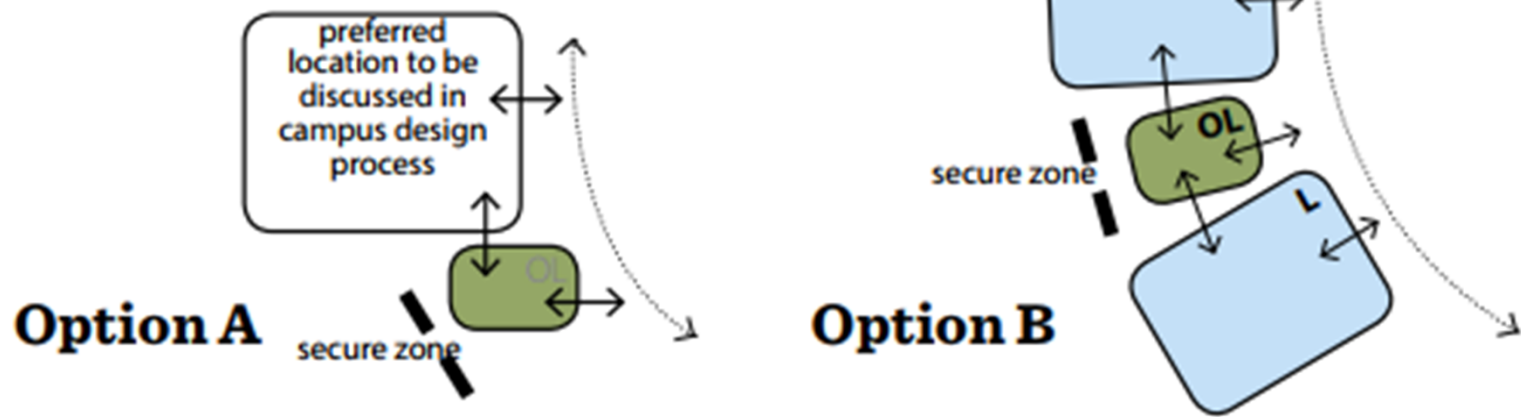 preferred
location to be
discussed in
campus design
process
OL
Option A
secure zone
OL
secure zone
L
Option B